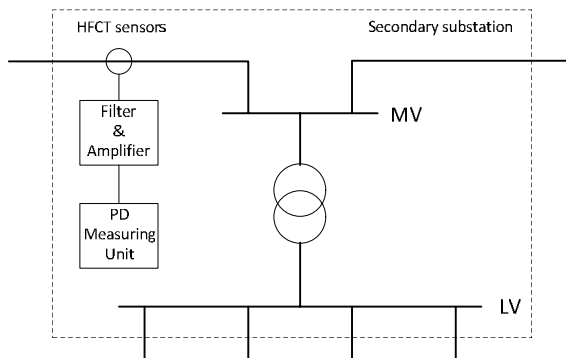 HFCT sensors
Secondary substation
Filter
&
Amplifier
MV
PD
Measuring
Unit
LV